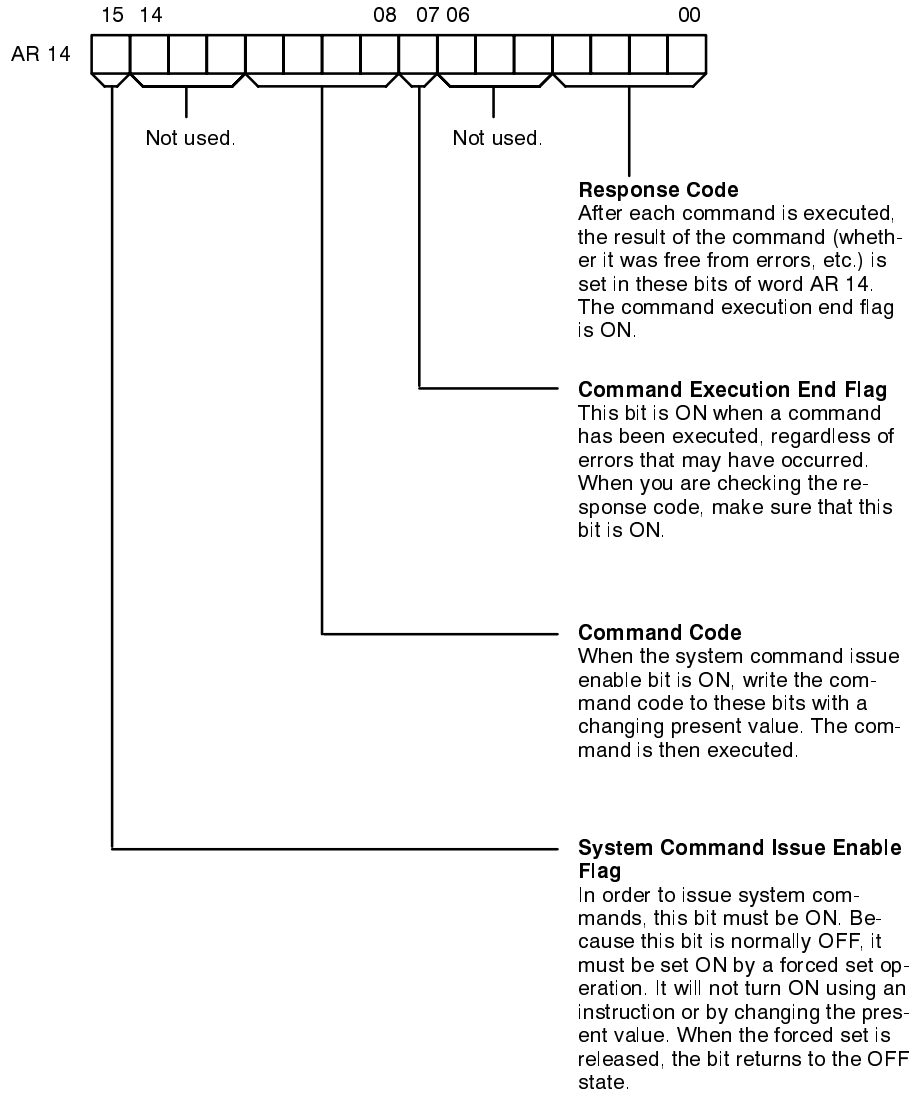 15 14 08 07 06 00
AR 14
Not used. Not used.
Response Code
After each command is executed,
the result of the command (wheth-
er it was free from errors, etc.) is
set in these bits of word AR 14.
The command execution end flag
is ON.
Command Execution End Flag
This bit is ON when a command
has been executed, regardless of
errors that may have occurred.
When you are checking the re-
sponse code, make sure that this
bit is ON.
Command Code
When the system command issue
enable bit is ON, write the com-
mand code to these bits with a
changing present value. The com-
mand is then executed.
System Command Issue Enable
Flag
In order to issue system com-
mands, this bit must be ON. Be-
cause this bit is normally OFF, it
must be set ON by a forced set op-
eration. It will not turn ON using an
instruction or by changing the pres-
ent value. When the forced set is
released, the bit returns to the OFF
state.